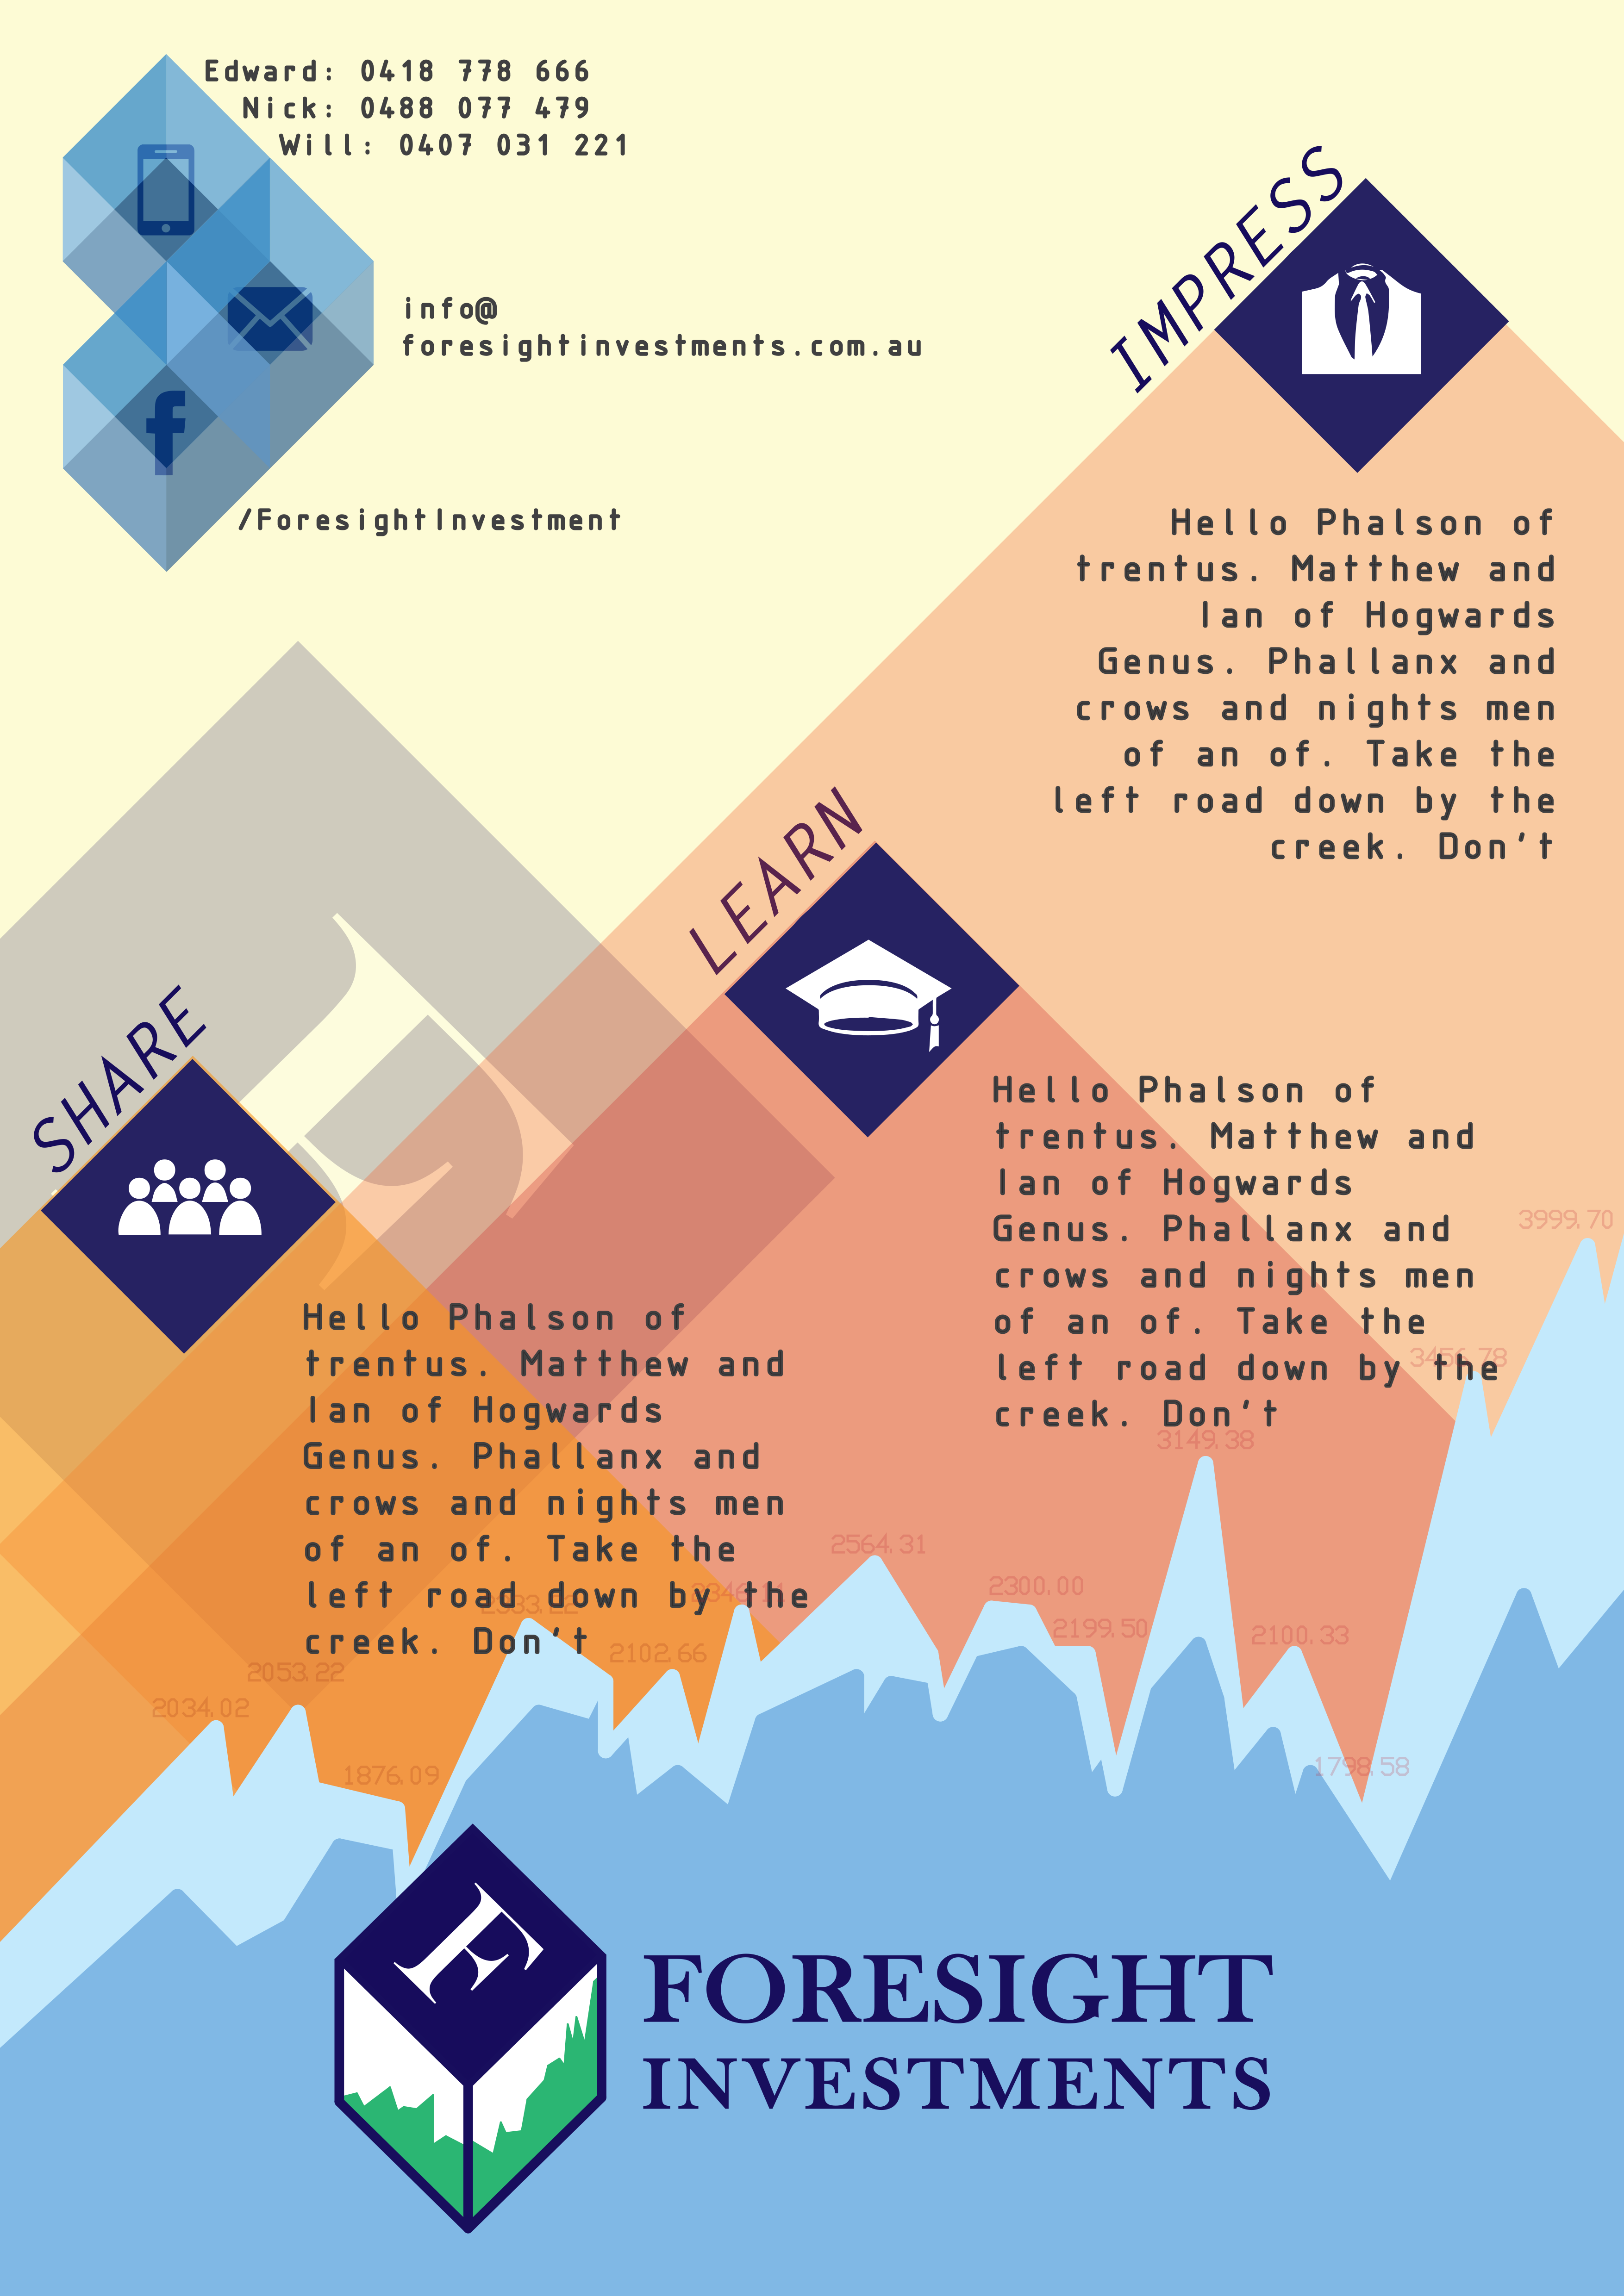 Edward: 0418 778 666
Nick: 0488 077 479
Will: 0407 031 221
info@
foresightinvestments.com.au
/ForesightInvestment
IMPRESS
Hello Phalson of
trentus. Matthew and
Ian of Hogwards
Genus. Phallanx and
crows and nights men
of an of. Take the
left road down by the
creek. Don't
LEARN
Hello Phalson of
trentus. Matthew and
Ian of Hogwards
Genus. Phallanx and
crows and nights men
of an of. Take the
left road down by the
creek. Don't
SHARE
Hello Phalson of
trentus. Matthew and
Ian of Hogwards
Genus. Phallanx and
crows and nights men
of an of. Take the
left road down by the
creek. Don't
F
3999.70
3456.78
3149.38
2564.31
2300.00
2199.50
2100.33
2102.66
2053.22
2034.02
1876.09
1798.58
F
FORESIGHT
INVESTMENTS